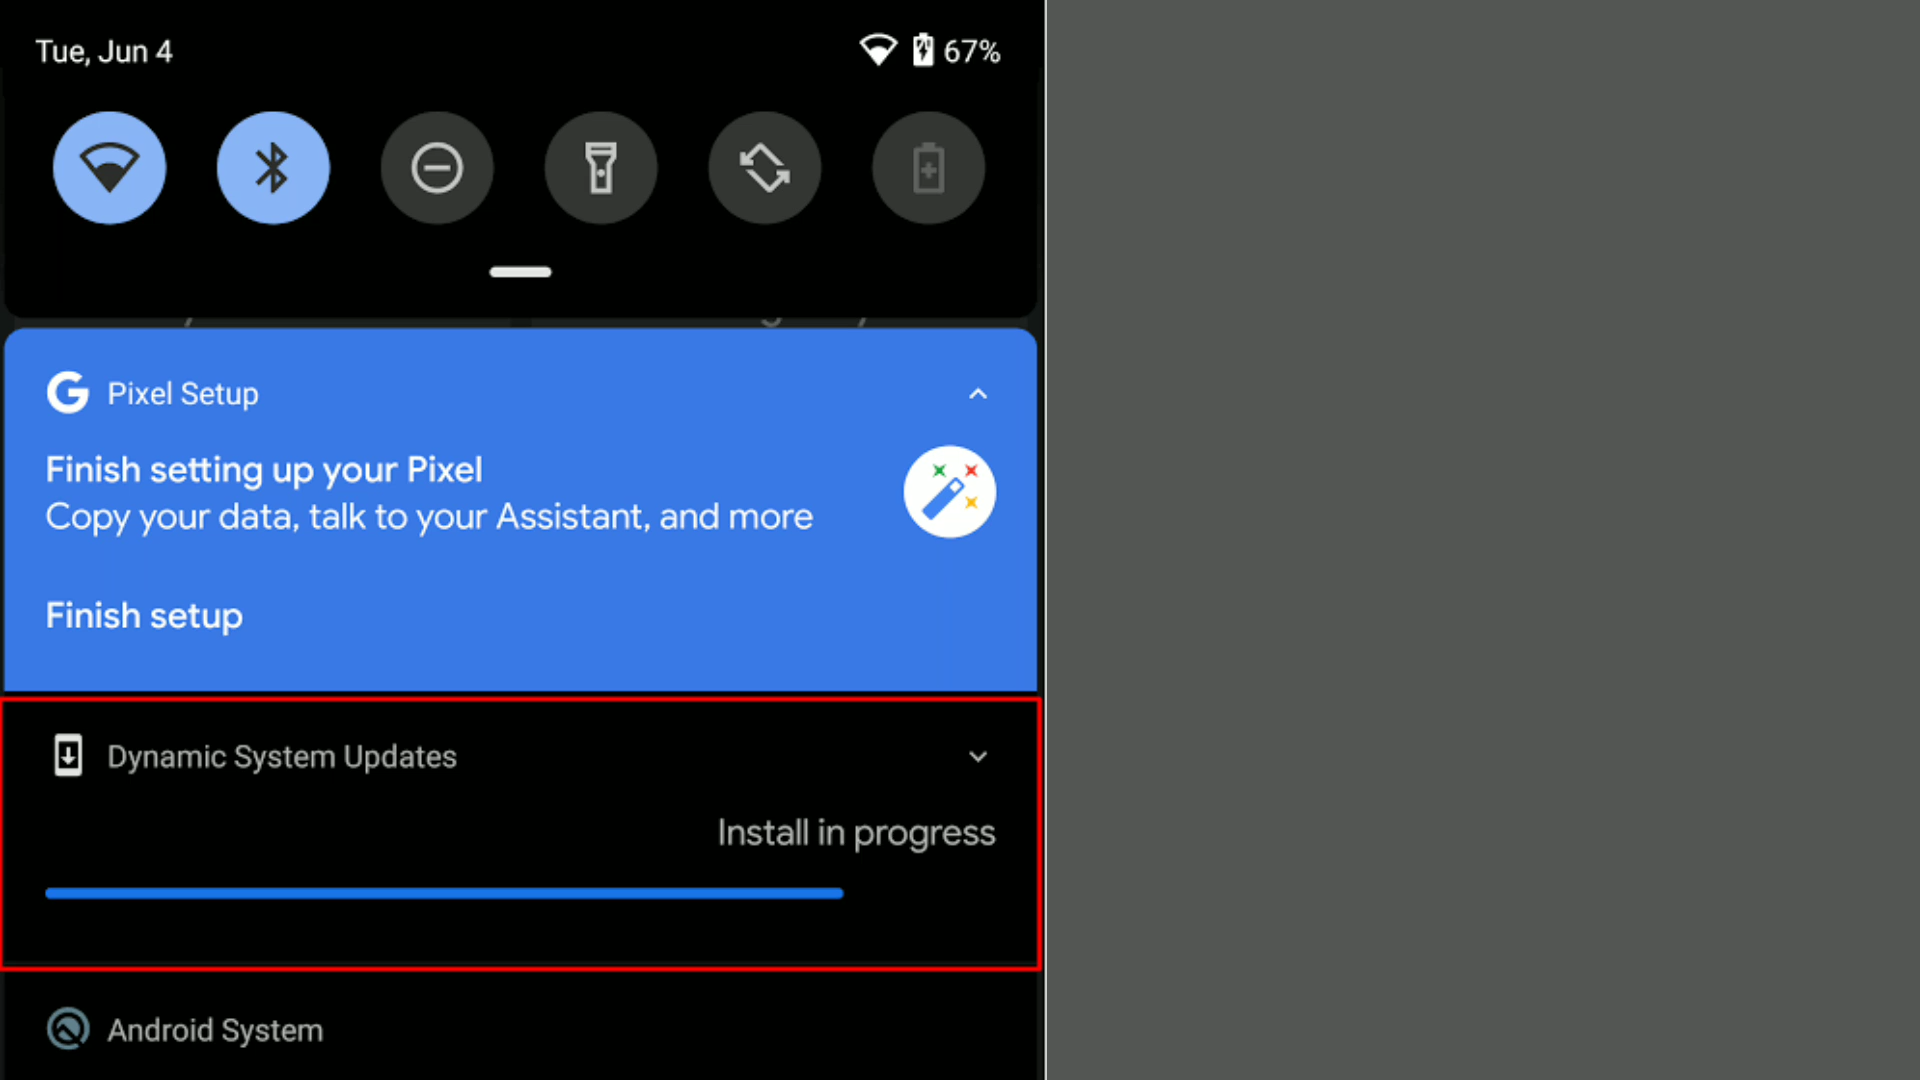 Tue, Jun 4
67%
Pixel Setup
Finish setting up your Pixel
Copy your data, talk to your Assistant, and more
Finish setup
Dynamic System Updates
Install in progress
Android System